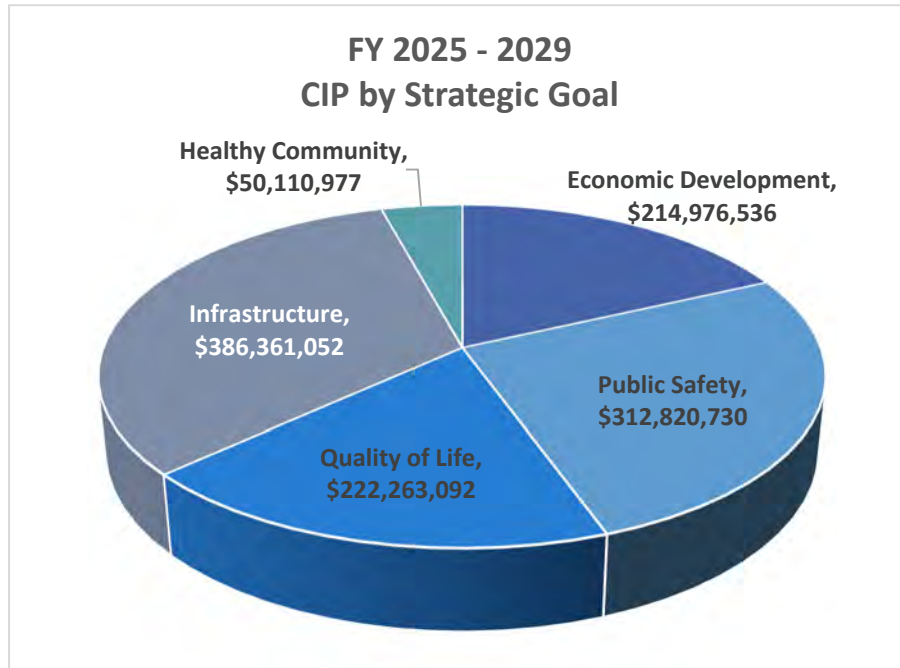 FY 2025 - 2029
CIP by Strategic Goal
Healthy Community,
$50,110,977
Economic Development,
$214,976,536
Infrastructure,
$386,361,052
Public Safety,
$312,820,730
Quality of Life,
$222,263,092